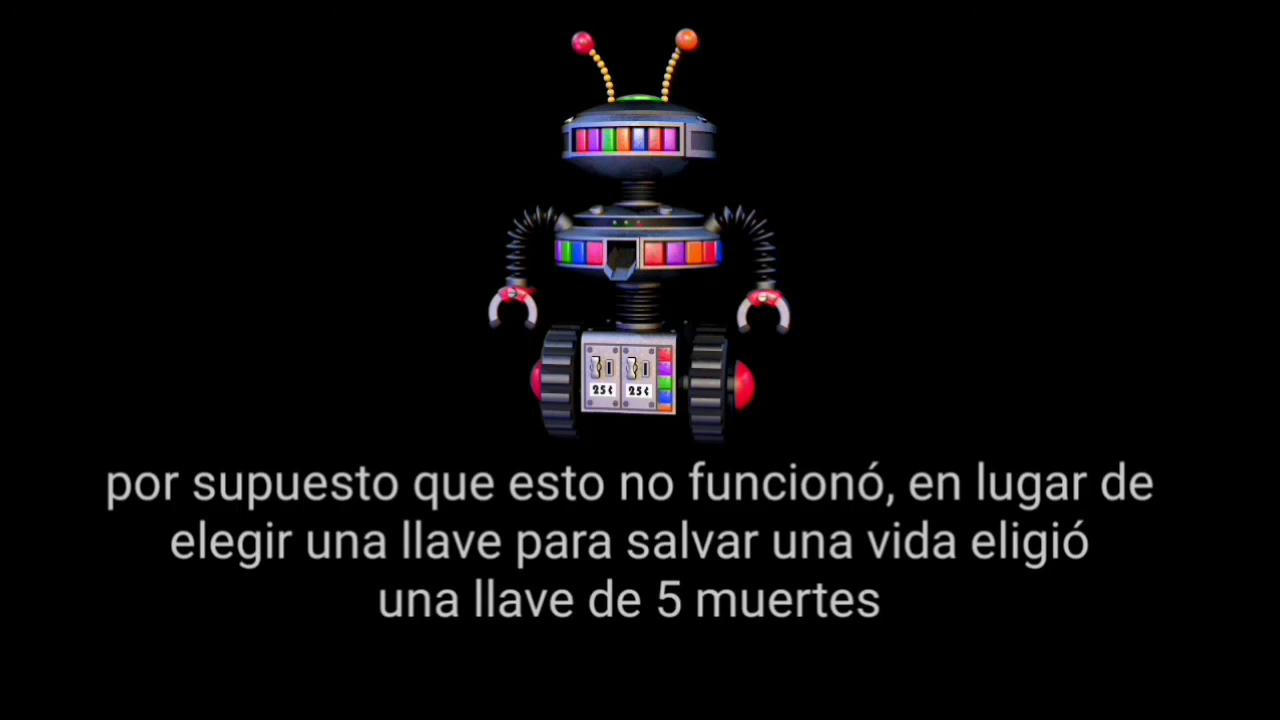 25¢ 25¢
por supuesto que esto no funcionó, en lugar de
elegir una llave para salvar una vida eligió
una llave de 5 muertes